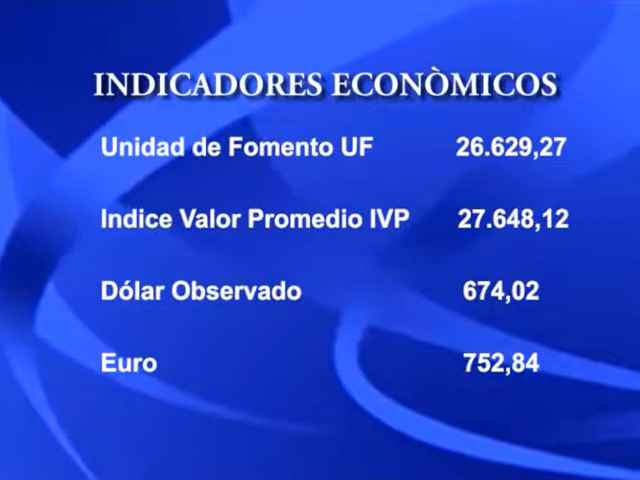 INDICADORES ECONÒMICOS
Unidad de Fomento UF 26.629,27
Indice Valor Promedio IVP 27.648,12
Dólar Observado 674,02
Euro 752,84